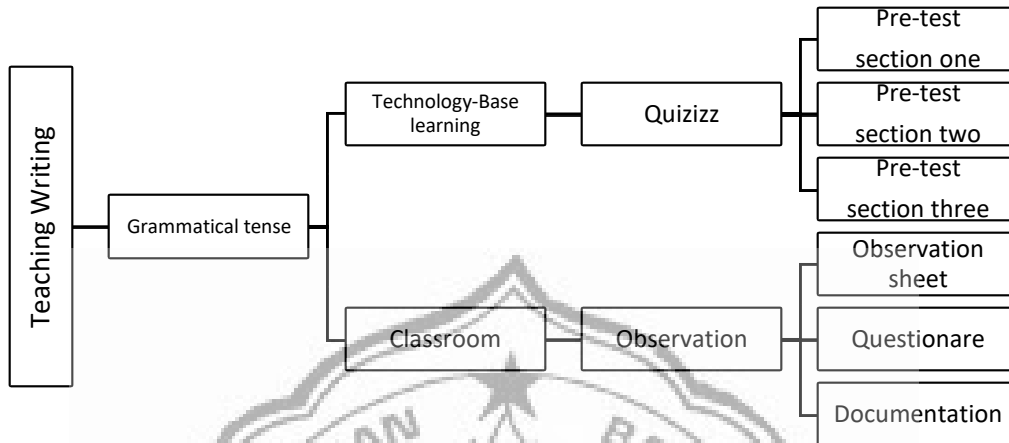 Teaching Writing
Grammatical tense
Technology-Base
learning
Quizizz
Pre-test
section one
Pre-test
section two
Pre-test
section three
Classroom
Observation
Observation
sheet
Questionare
Documentation